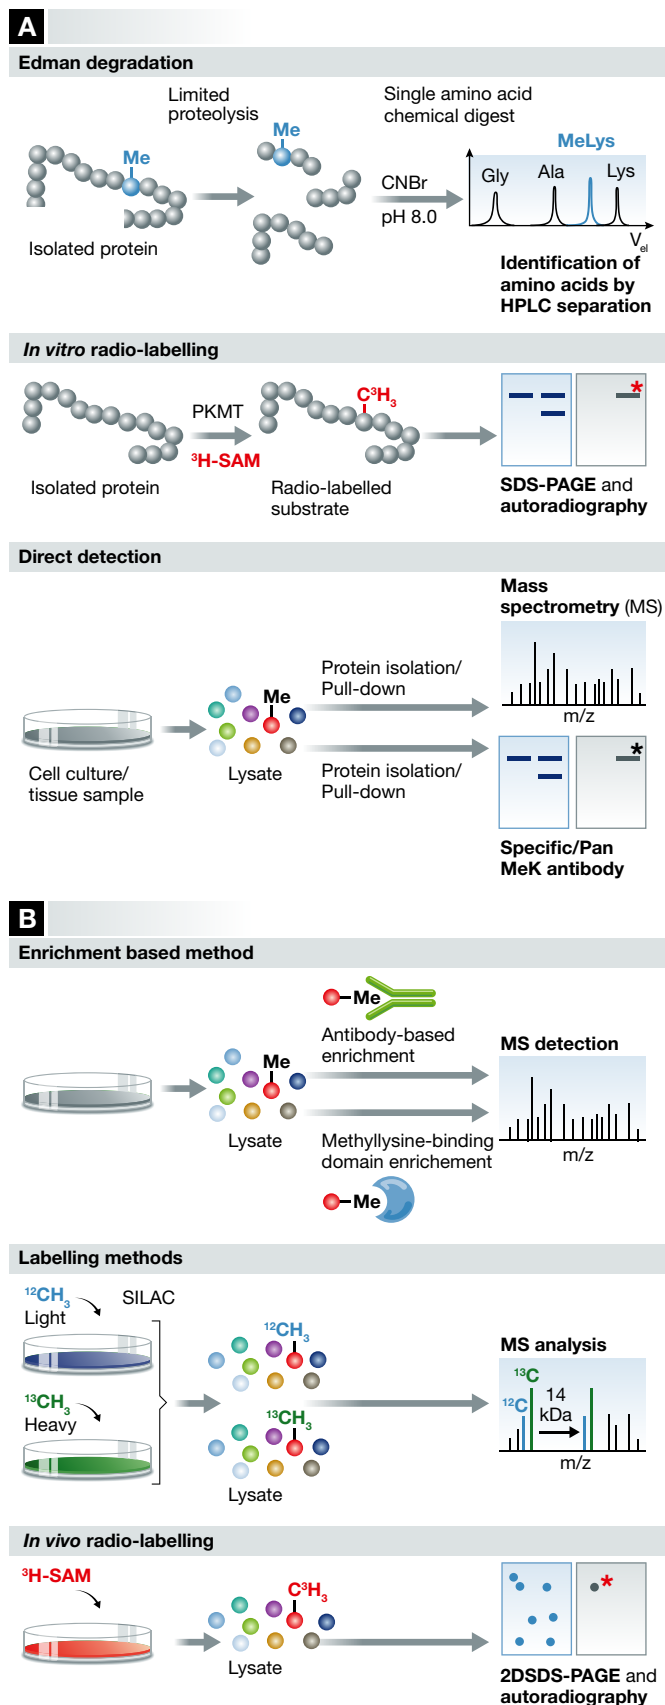 A
Edman degradation
Limited
proteolysis
Single amino acid
chemical digest
Me
Me
MeLys
Gly
Ala
Lys
CNBr
pH 8.0
Vel
Isolated protein
Identification of
amino acids by
HPLC separation
In vitro radio-labelling
C³H₃
*
PKMT
³H-SAM
Isolated protein
Radio-labelled
substrate
SDS-PAGE and
autoradiography
Direct detection
Mass
spectrometry (MS)
Protein isolation/
Pull-down
Me
m/z
*
Cell culture/
tissue sample
Lysate
Protein isolation/
Pull-down
Specific/Pan
MeK antibody
B
Enrichment based method
Me
Antibody-based
enrichment
MS detection
Me
Lysate
Methyllysine-binding
domain enrichement
m/z
Me
Labelling methods
¹²CH₃
Light
SILAC
¹²CH₃
MS analysis
¹³C
¹²C
14
kDa
¹³CH₃
Heavy
¹³CH₃
m/z
Lysate
In vivo radio-labelling
³H-SAM
C³H₃
*
Lysate
2DSDS-PAGE and
autoradiography